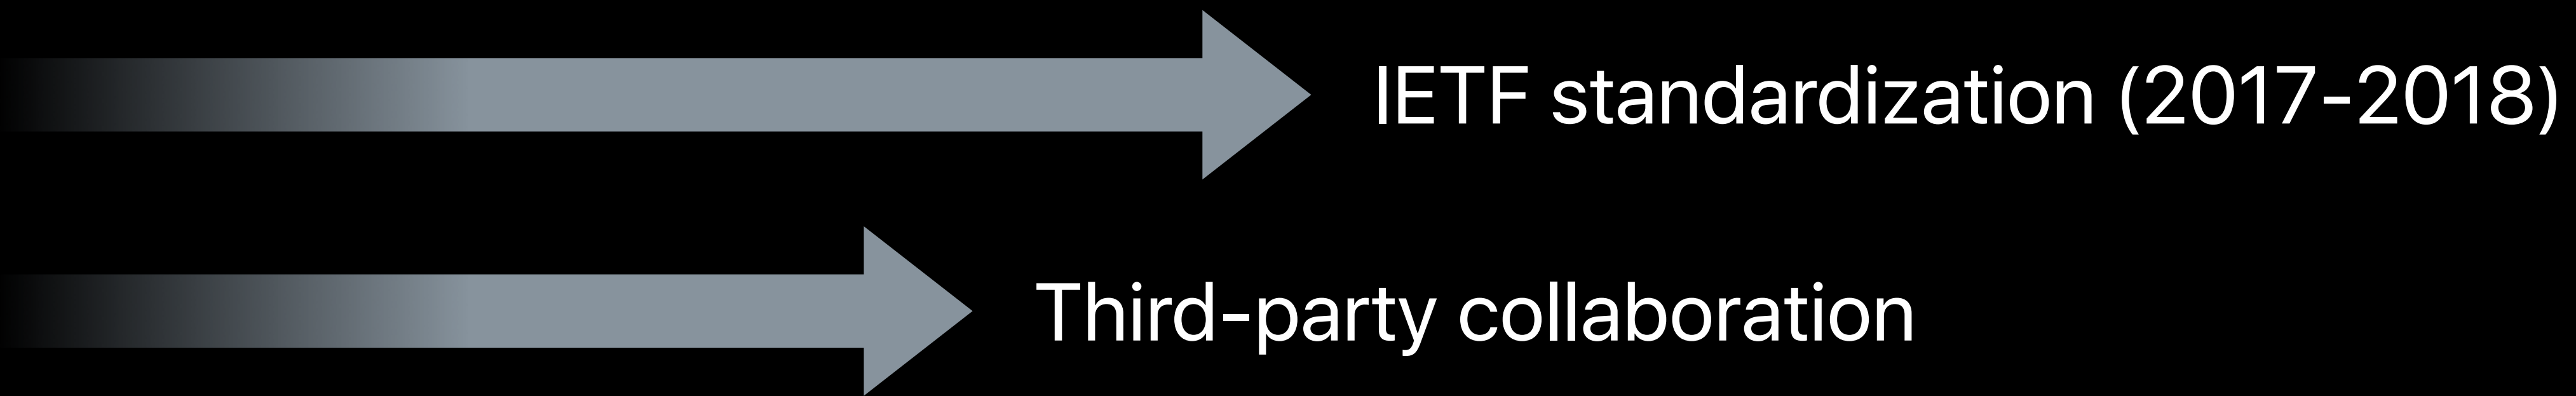 IETF standardization (2017-2018)
Third-party collaboration